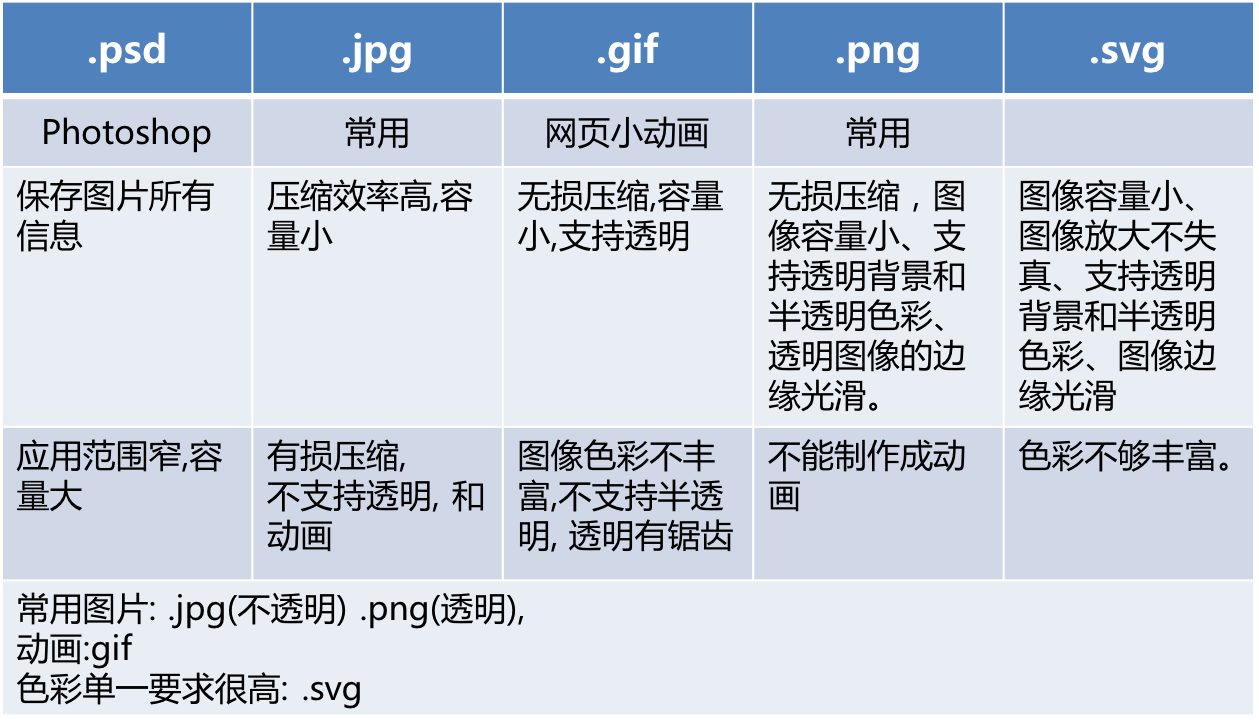 .psd
.jpg
.gif
.png
.svg
Photoshop
常用
网页小动画
常用
保存图片所有
信息
压缩效率高,容
量小
无损压缩,容量
小,支持透明
无损压缩，图
像容量小、支
持透明背景和
半透明色彩、
透明图像的边
缘光滑。
图像容量小、
图像放大不失
真、支持透明
背景和半透明
色彩、图像边
缘光滑
应用范围窄,容
量大
有损压缩,
不支持透明, 和
动画
图像色彩不丰
富,不支持半透
明, 透明有锯齿
不能制作成动
画
色彩不够丰富。
常用图片: .jpg(不透明) .png(透明),
动画:gif
色彩单一要求很高: .svg